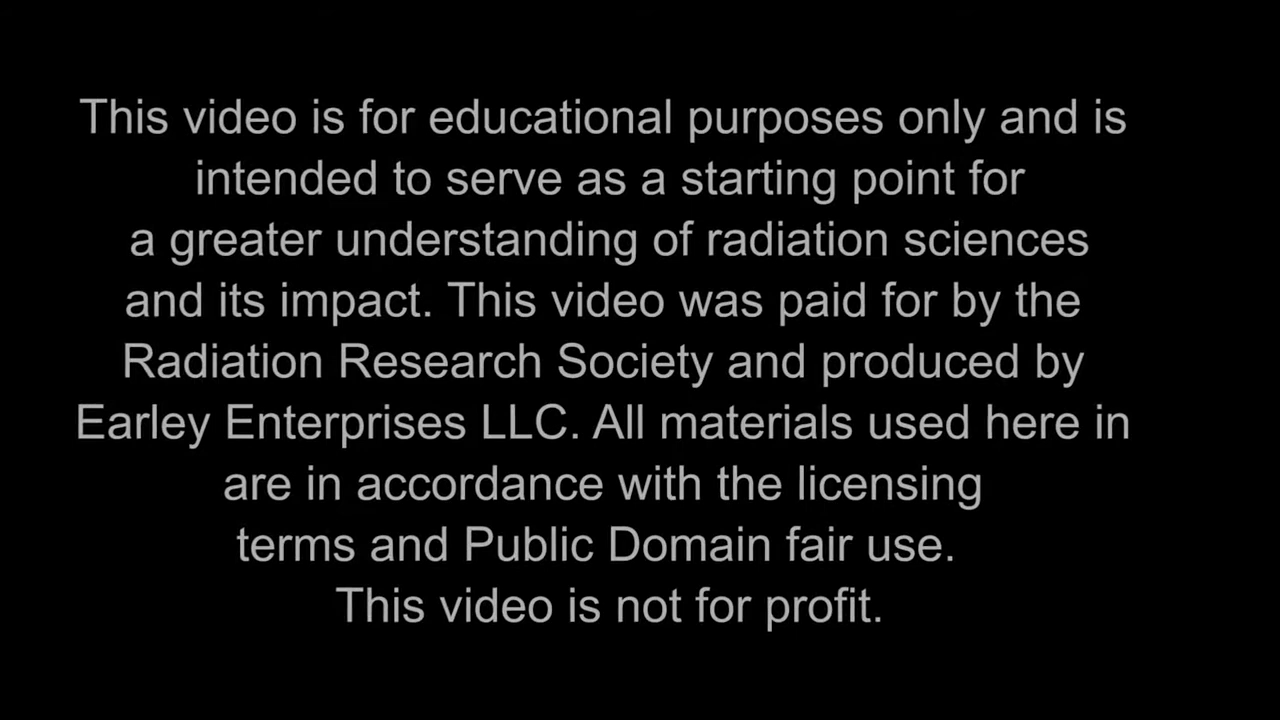 This video is for educational purposes only and is
intended to serve as a starting point for
a greater understanding of radiation sciences
and its impact. This video was paid for by the
Radiation Research Society and produced by
Earley Enterprises LLC. All materials used here in
are in accordance with the licensing
terms and Public Domain fair use.
This video is not for profit.